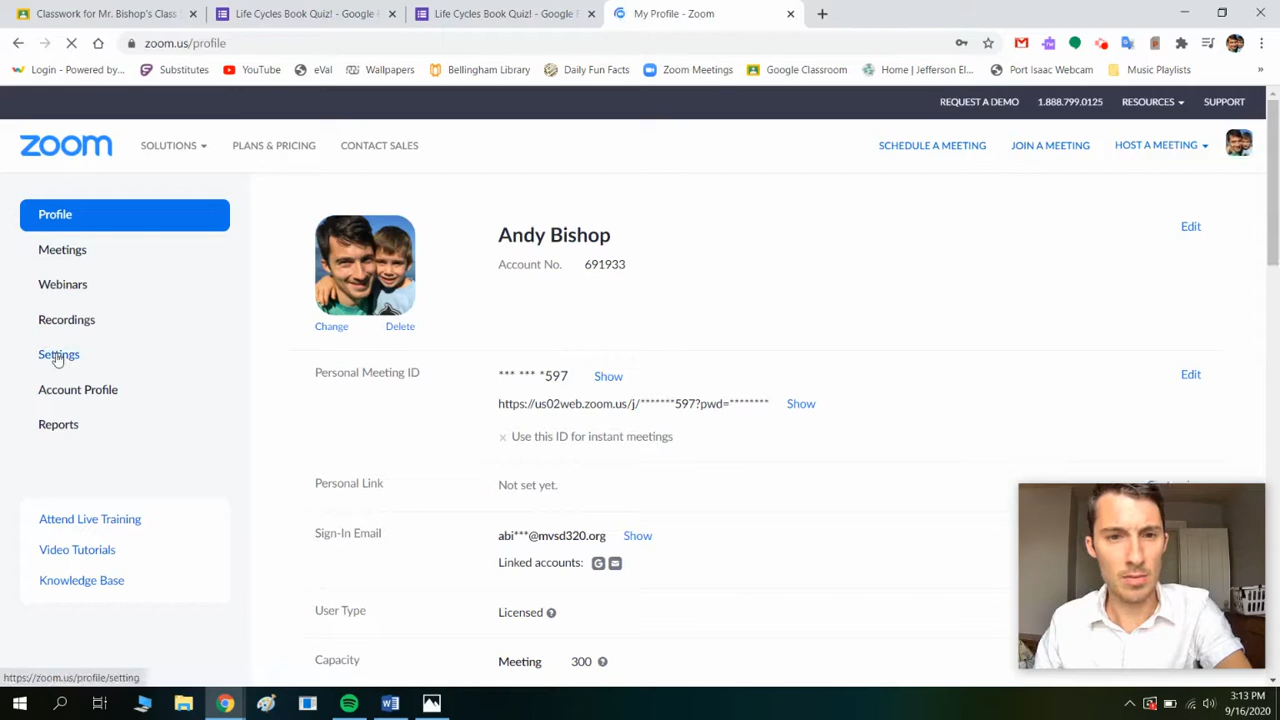 Classwork for Mr. Bishop's Class
Life Cycles Book Quiz! - Google
Life Cycles Book Quiz! - Google
My Profile - Zoom
zoom.us/profile
Login - Powered by...
Substitutes
YouTube
eVal
Wallpapers
Bellingham Library
Daily Fun Facts
Zoom Meetings
Google Classroom
Home | Jefferson El...
Port Isaac Webcam
Music Playlists
»
REQUEST A DEMO
1.888.799.0125
RESOURCES
SUPPORT
zoom
SOLUTIONS
PLANS & PRICING
CONTACT SALES
SCHEDULE A MEETING
JOIN A MEETING
HOST A MEETING
Profile
Meetings
Webinars
Recordings
Settings
Account Profile
Reports
Attend Live Training
Video Tutorials
Knowledge Base
Andy Bishop
Edit
Account No. 691933
Change
Delete
Personal Meeting ID
*** *** *597
Show
Edit
https://us02web.zoom.us/j/*******597?pwd=********
Show
x Use this ID for instant meetings
Personal Link
Not set yet.
Sign-In Email
abi***@mvsd320.org
Show
Linked accounts:
User Type
Licensed
Capacity
Meeting 300
https://zoom.us/profile/setting
3:13 PM
9/16/2020